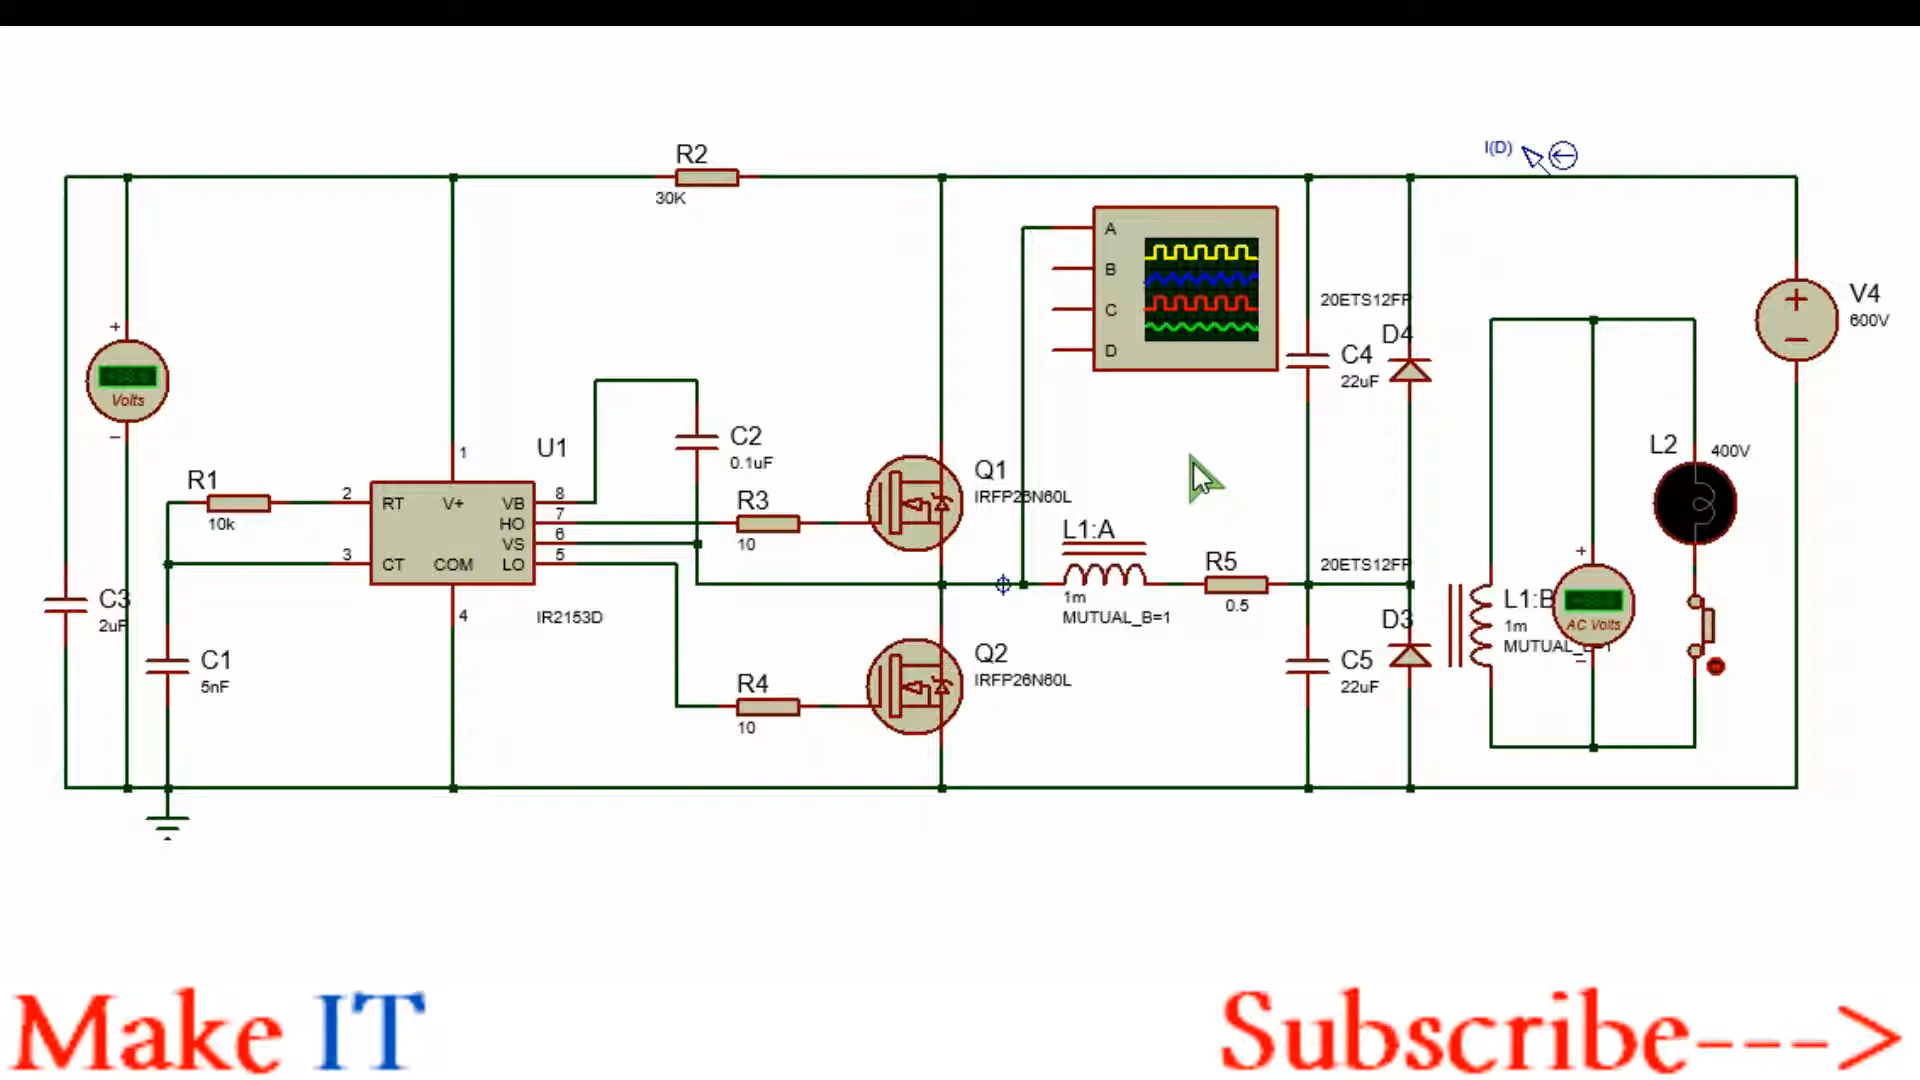 I(D)
R2
30K
A
B
C
D
20ETS12FP
D4
C4
22uF
V4
600V
+
Volts
-
L2
400V
U1
1
C2
0.1uF
R1
10k
2
3
RT
V+
VB
HO
VS
CT
COM
LO
8
7
6
5
4
IR2153D
R3
10
Q1
IRFP26N60L
L1:A
1m
MUTUAL_B=1
R5
0.5
20ETS12FP
D3
C5
22uF
L1:B
1m
+
AC Volts
C3
2uF
C1
5nF
R4
10
Q2
IRFP26N60L
Make IT
Subscribe--->